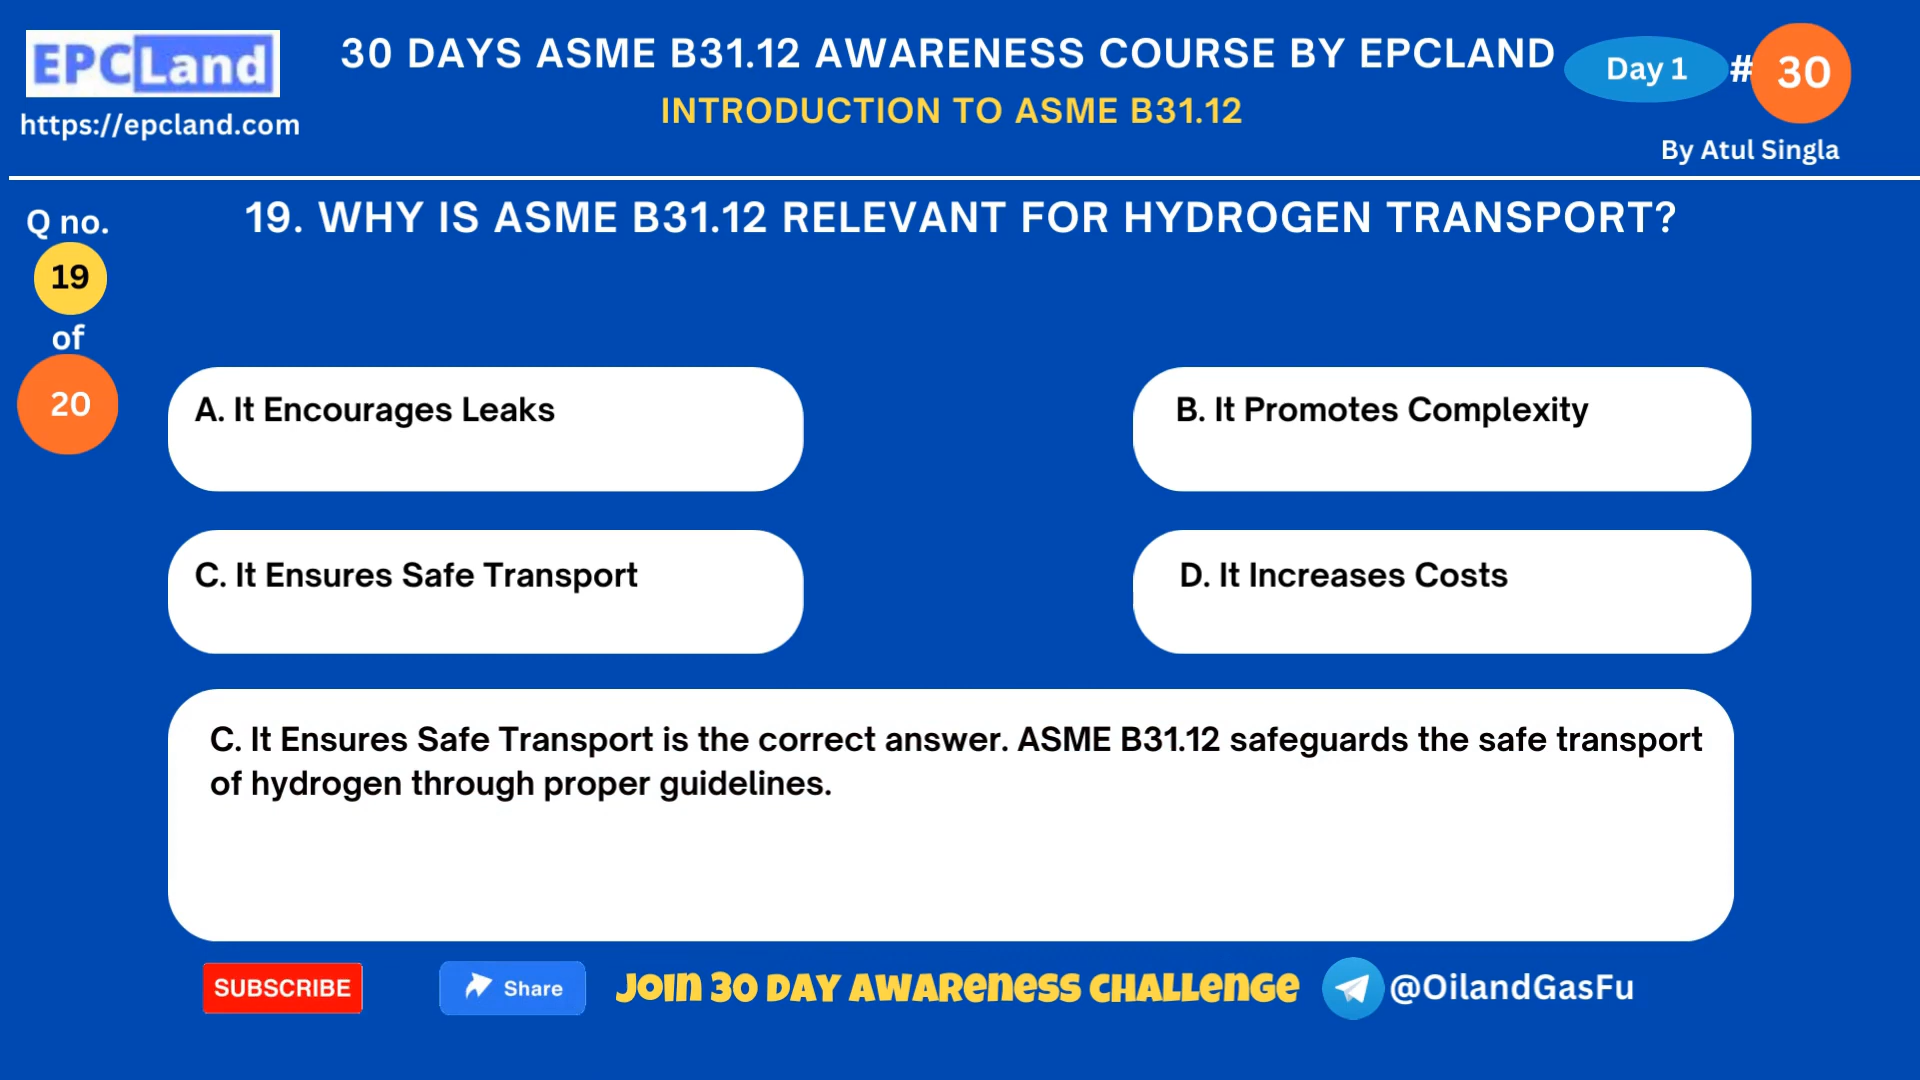 EPCLand
https://epcland.com
30 DAYS ASME B31.12 AWARENESS COURSE BY EPCLAND
INTRODUCTION TO ASME B31.12
Day 1 # 30
By Atul Singla
Q no.
19
of
20
19. WHY IS ASME B31.12 RELEVANT FOR HYDROGEN TRANSPORT?
A. It Encourages Leaks
B. It Promotes Complexity
C. It Ensures Safe Transport
D. It Increases Costs
C. It Ensures Safe Transport is the correct answer. ASME B31.12 safeguards the safe transport
of hydrogen through proper guidelines.
SUBSCRIBE
Share
Join 30 Day Awareness Challenge
@OilandGasFu